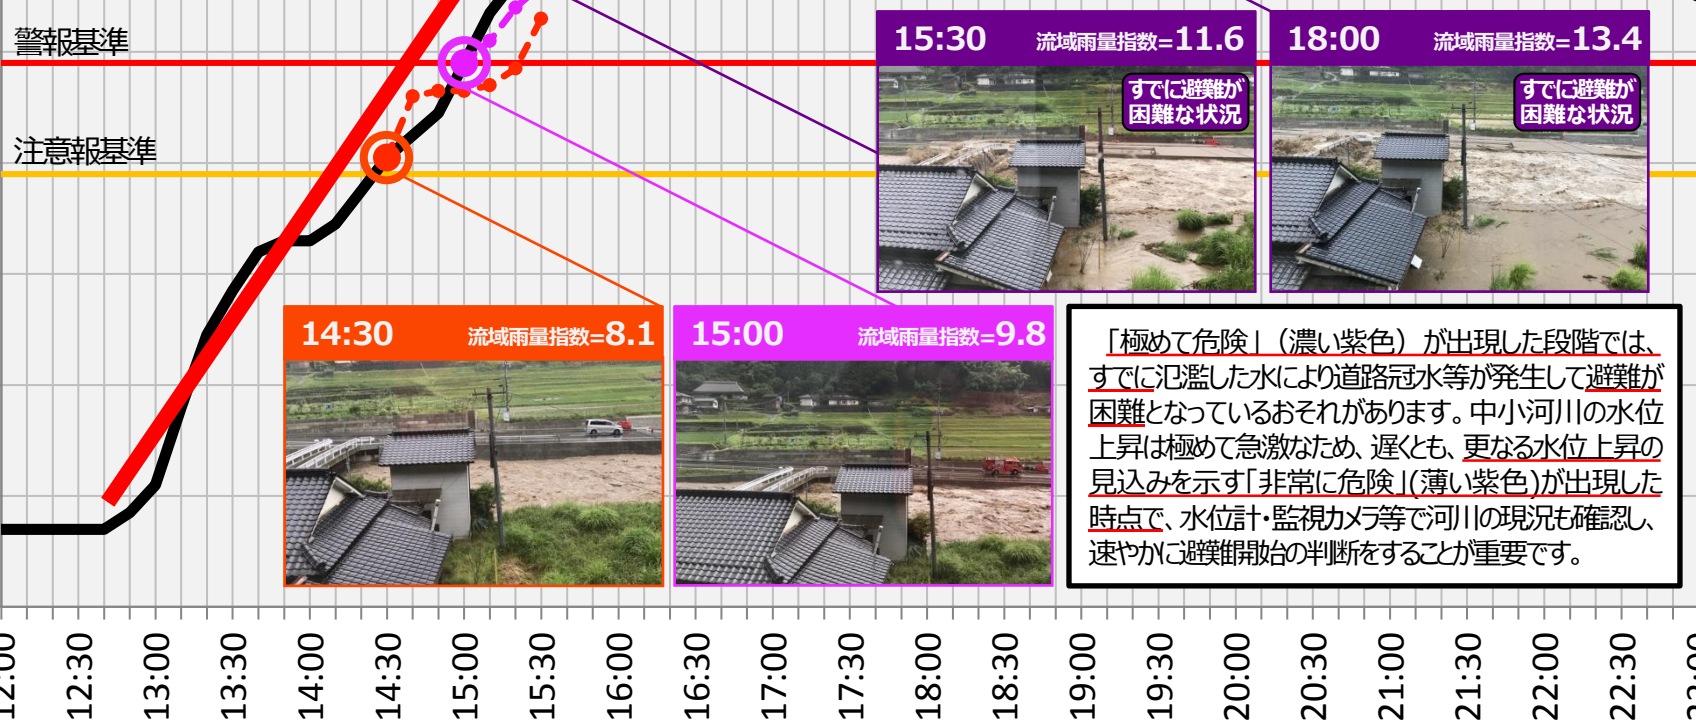 警報基準
注意報基準
15:30 流域雨量指数=11.6
すでに避難が
困難な状況
18:00 流域雨量指数=13.4
すでに避難が
困難な状況
14:30 流域雨量指数=8.1
15:00 流域雨量指数=9.8
「極めて危険」（濃い紫色）が出現した段階では、
すでに氾濫した水により道路冠水等が発生して避難が
困難となっているおそれがあります。中小河川の水位
上昇は極めて急激なため、遅くとも、更なる水位上昇の
見込みを示す「非常に危険」(薄い紫色)が出現した
時点で、水位計・監視カメラ等で河川の現況も確認し、
速やかに避難開始の判断をすることが重要です。
12:00
12:30
13:00
13:30
14:00
14:30
15:00
15:30
16:00
16:30
17:00
17:30
18:00
18:30
19:00
19:30
20:00
20:30
21:00
21:30
22:00
22:30
23:00